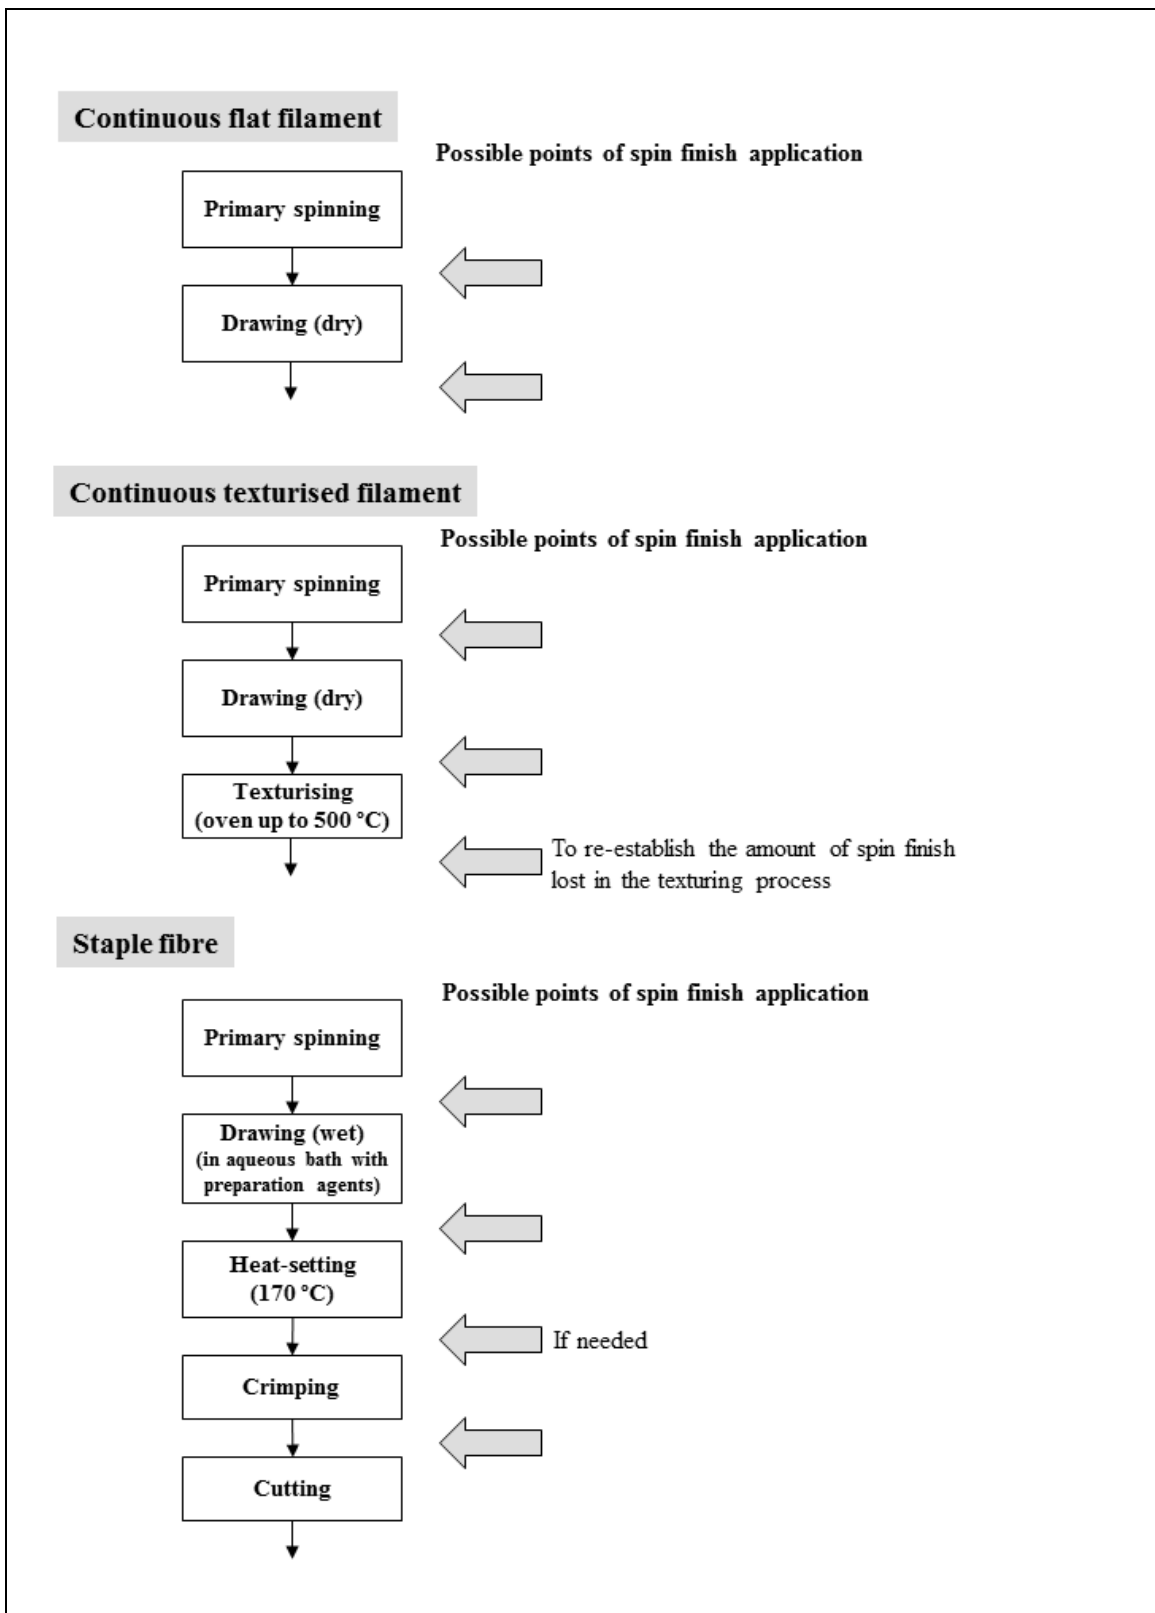 Continuous flat filament
Possible points of spin finish application
Primary spinning
Drawing (dry)
Continuous texturised filament
Possible points of spin finish application
Primary spinning
Drawing (dry)
Texturising
(oven up to 500 °C)
To re-establish the amount of spin finish
lost in the texturing process
Staple fibre
Possible points of spin finish application
Primary spinning
Drawing (wet)
(in aqueous bath with
preparation agents)
Heat-setting
(170 °C)
If needed
Crimping
Cutting